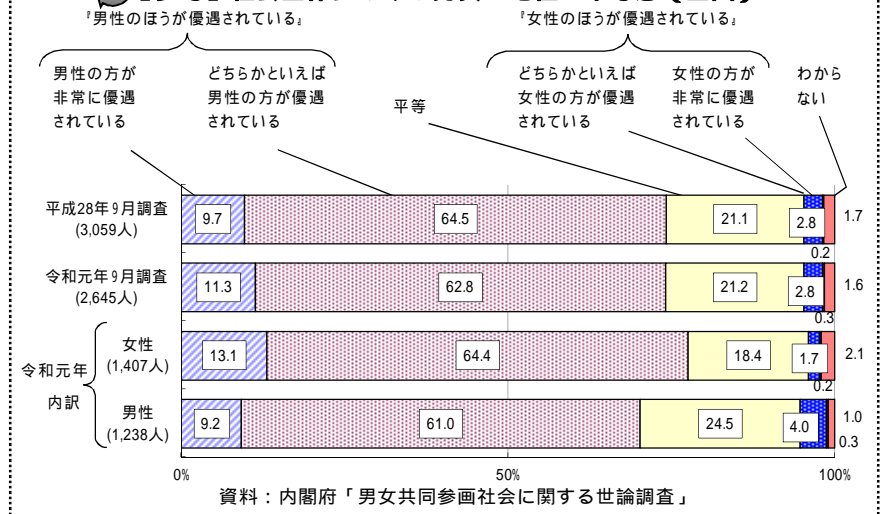 『男性のほうが優遇されている』
『女性のほうが優遇されている』
男性の方が
非常に優遇
されている
どちらかといえば
男性の方が優遇
されている
平等
どちらかといえば
女性の方が優遇
されている
女性の方が
非常に優遇
されている
わから
ない
平成28年9月調査
(3,059人)
9.7
64.5
21.1
2.8
0.2
1.7
令和元年9月調査
(2,645人)
11.3
62.8
21.2
2.8
0.3
1.6
令和元年
内訳
女性
(1,407人)
13.1
64.4
18.4
1.7
0.2
2.1
男性
(1,238人)
9.2
61.0
24.5
4.0
0.3
1.0
0%
50%
100%
資料：内閣府「男女共同参画社会に関する世論調査」